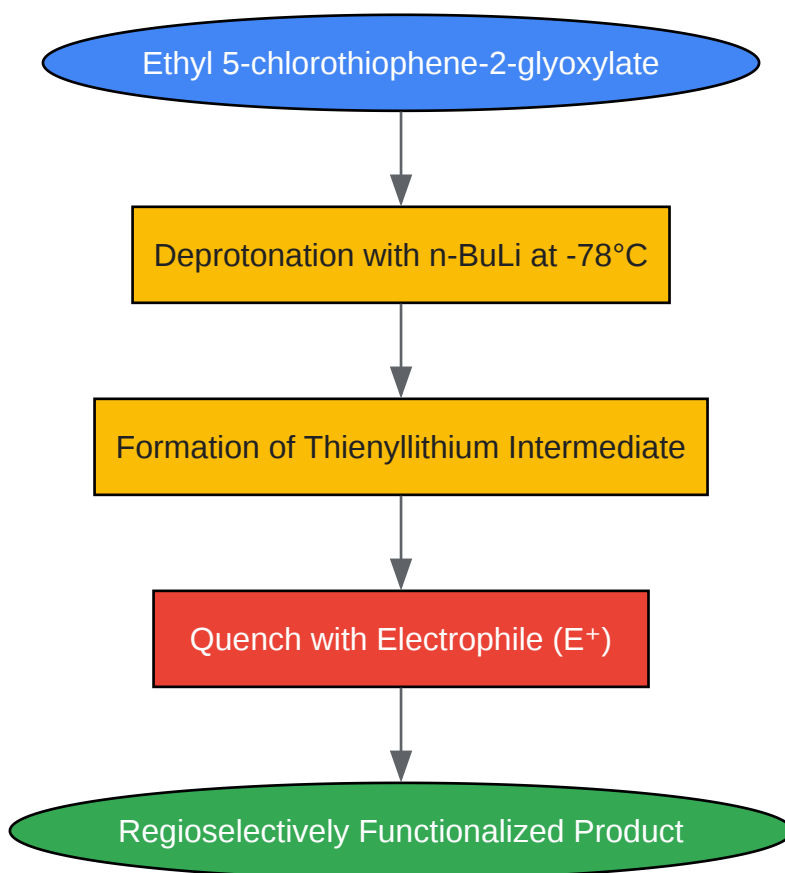 Ethyl 5-chlorothiophene-2-glyoxylate
Deprotonation with n-BuLi at -78°C
Formation of Thienyllithium Intermediate
Quench with Electrophile (E⁺)
Regioselectively Functionalized Product